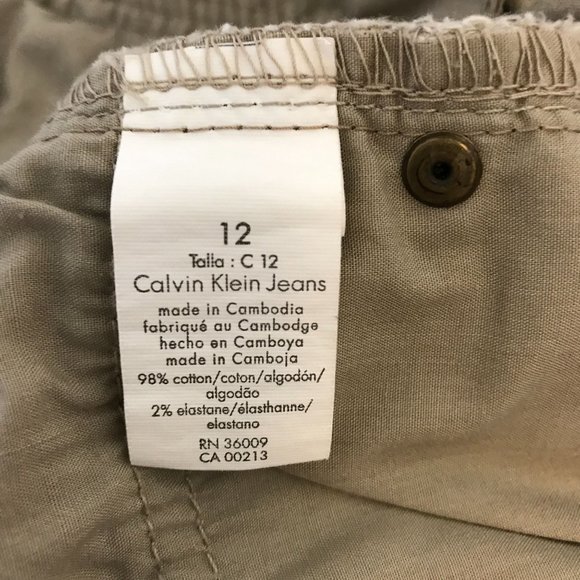 12
Talla : C 12
Calvin Klein Jeans
made in Cambodia
fabriqué au Cambodge
hecho en Camboya
made in Camboja
98% cotton/coton/algodón/
algodão
2% elastane/élasthanne/
elastano
RN 36009
CA 00213